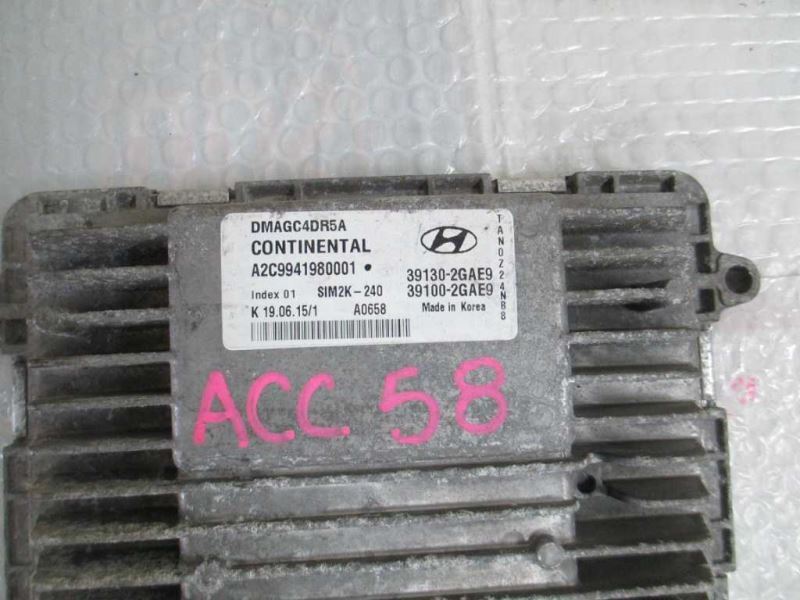 DMAGC4DR5A
CONTINENTAL
A2C9941980001
39130-2GAE9
Index 01 SIM2K-240 39100-2GAE9
K 19.06.15/1 A0658 Made in Korea
TANOZ224NB8
ACC 58